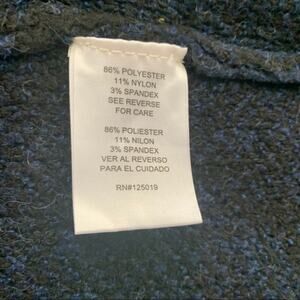 86% POLYESTER
11% NYLON
3% SPANDEX
SEE REVERSE
FOR CARE
86% POLIESTER
11% NILON
3% SPANDEX
VER AL REVERSO
PARA EL CUIDADO
RN#125019